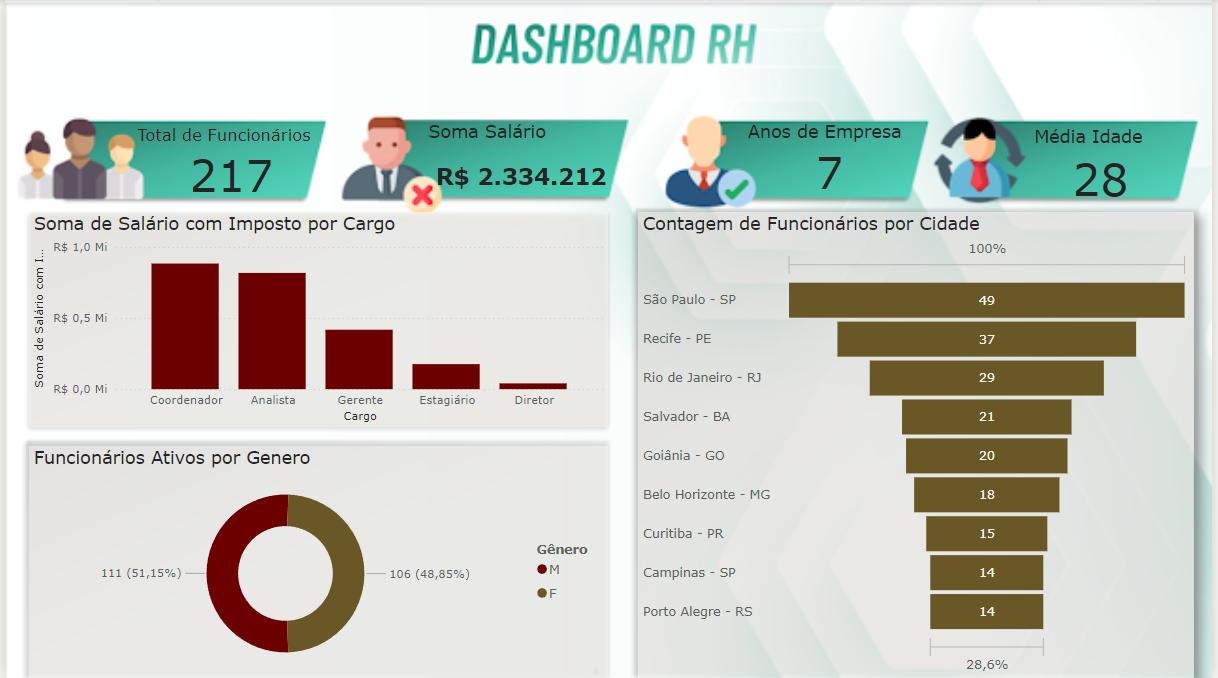 DASHBOARD RH
Total de Funcionários
217
Soma Salário
R$ 2.334.212
Anos de Empresa
7
Média Idade
28
Soma de Salário com Imposto por Cargo
Soma de Salário com I...
R$ 1,0 Mi
R$ 0,5 Mi
R$ 0,0 Mi
Coordenador
Analista
Gerente
Estagiário
Diretor
Cargo
Funcionários Ativos por Genero
111 (51,15%)
106 (48,85%)
Gênero
M
F
Contagem de Funcionários por Cidade
100%
São Paulo - SP 49
Recife - PE 37
Rio de Janeiro - RJ 29
Salvador - BA 21
Goiânia - GO 20
Belo Horizonte - MG 18
Curitiba - PR 15
Campinas - SP 14
Porto Alegre - RS 14
28,6%